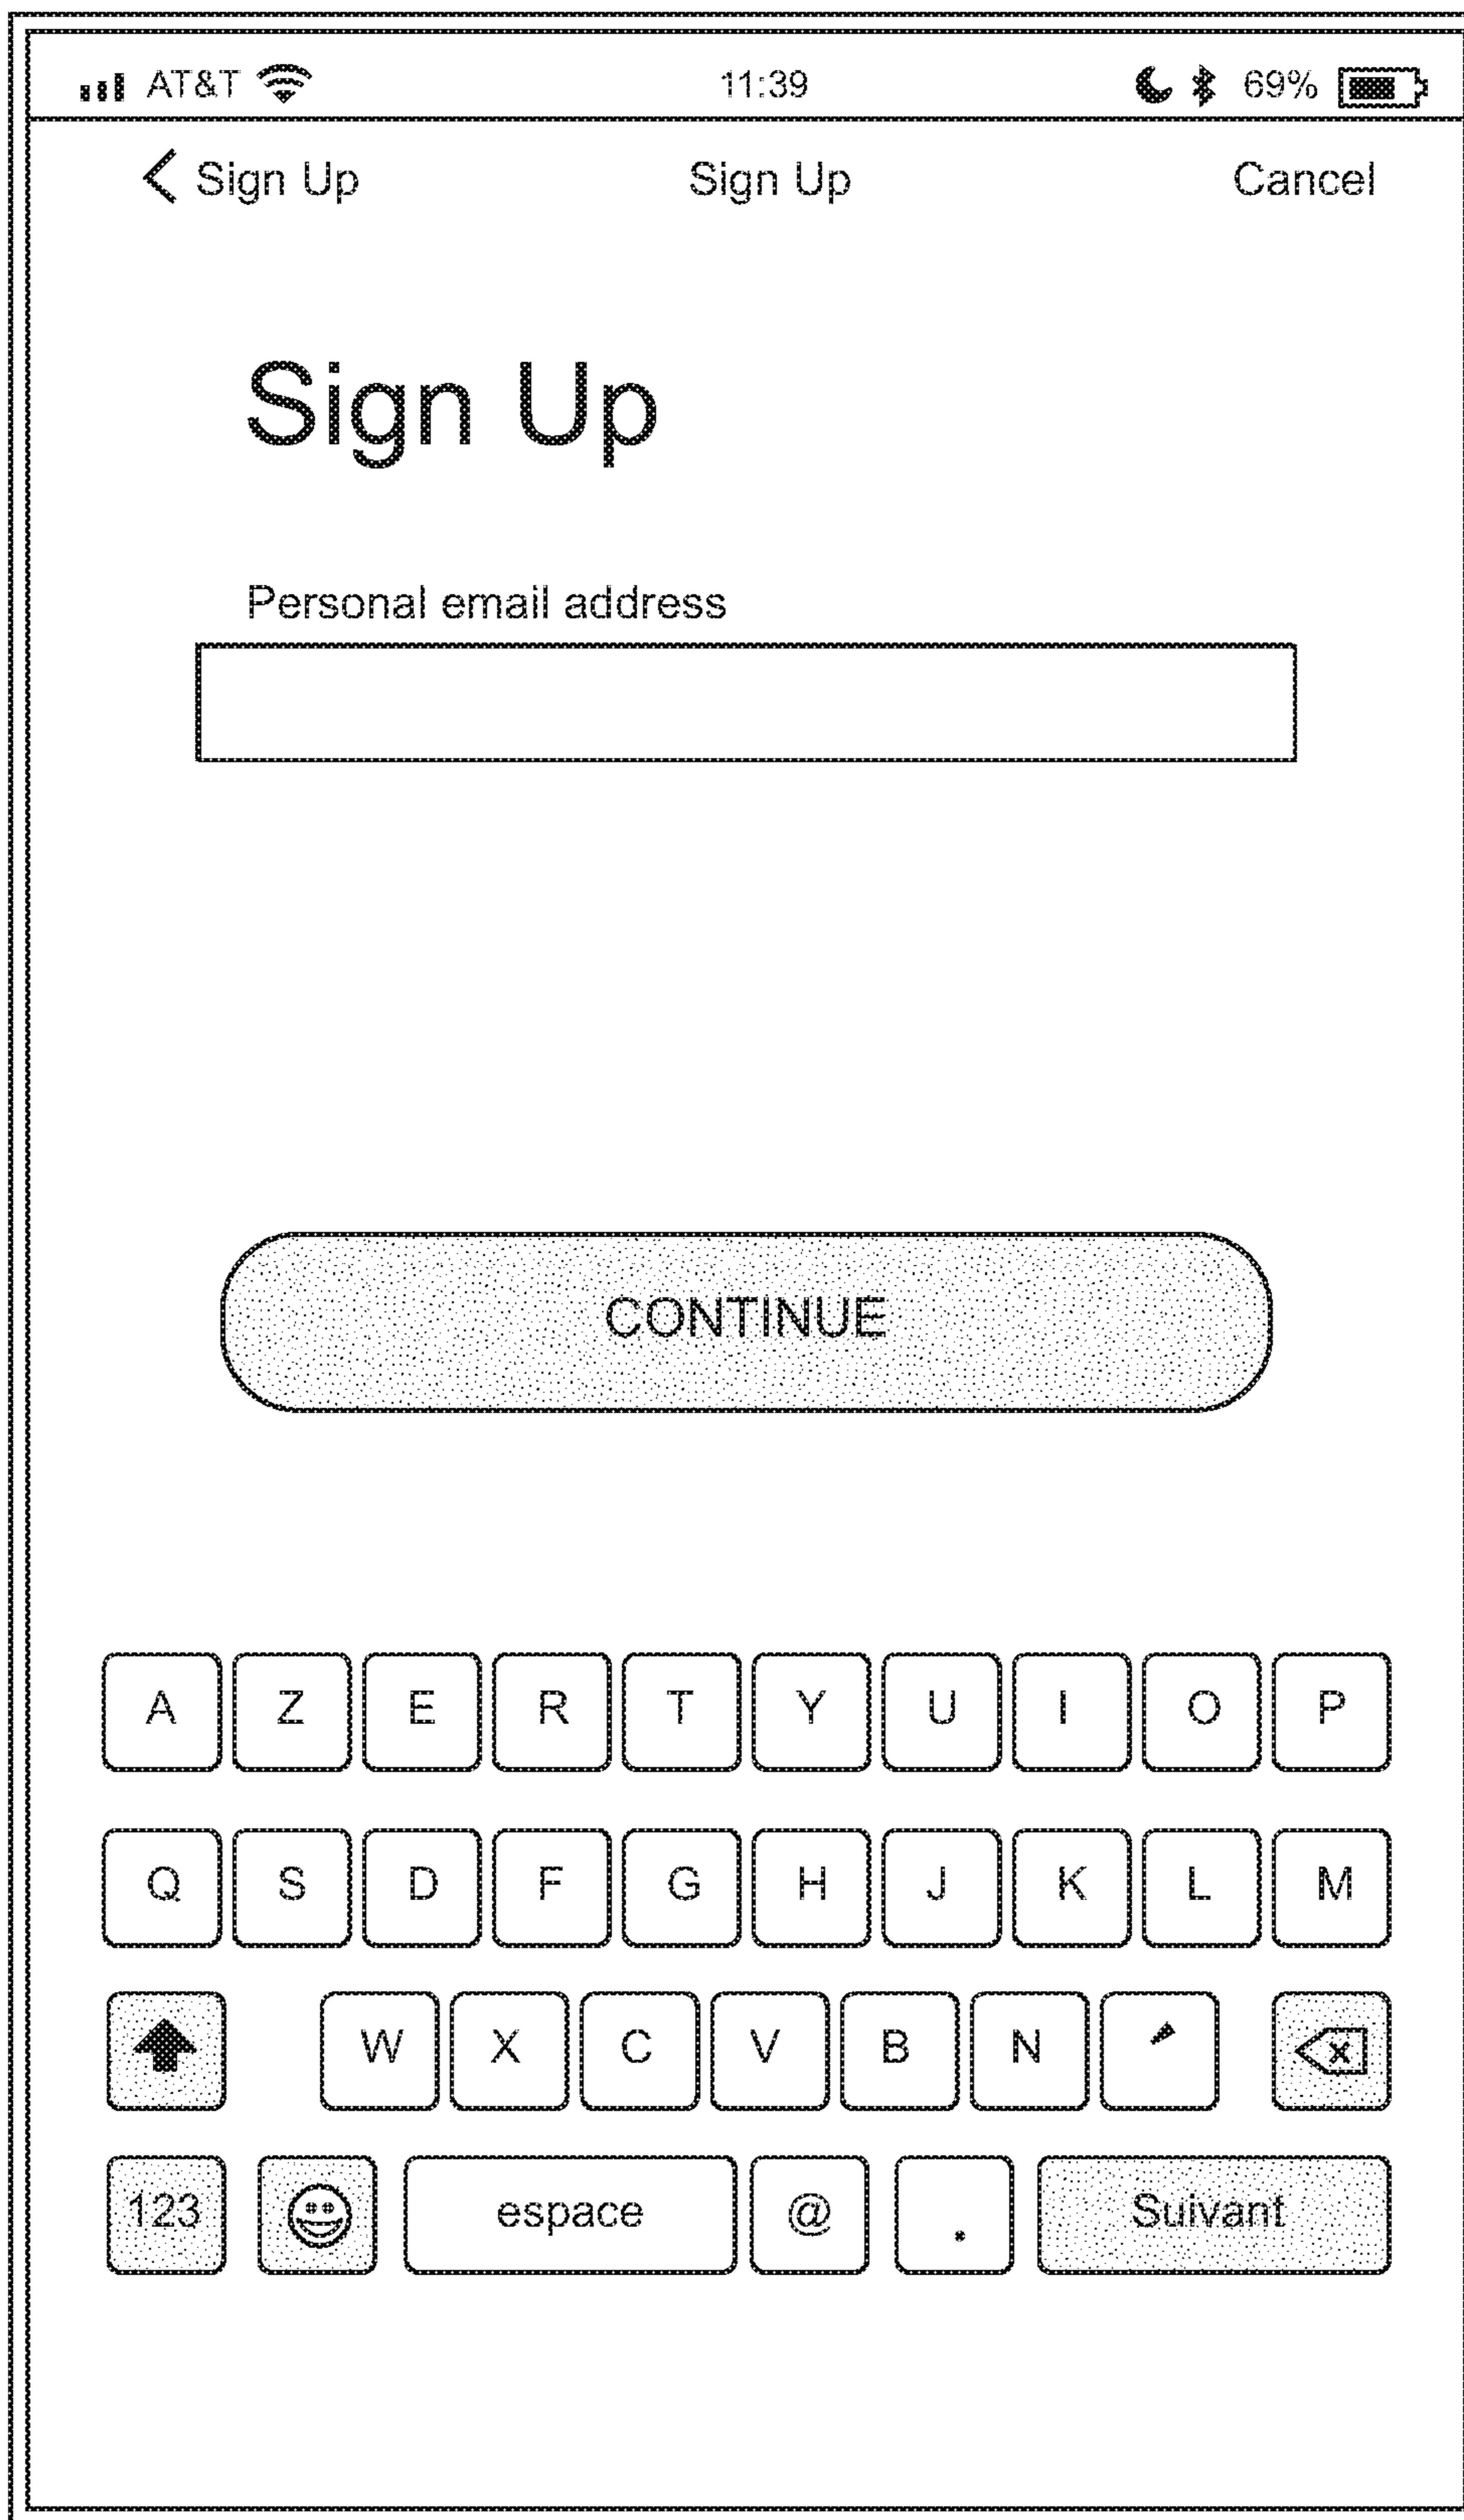 AT&T 11:39 69%
Sign Up Sign Up Cancel
Sign Up
Personal email address
CONTINUE
A Z E R T Y U I O P
Q S D F G H J K L M
W X C V B N ´
123 espace @ . Suivant